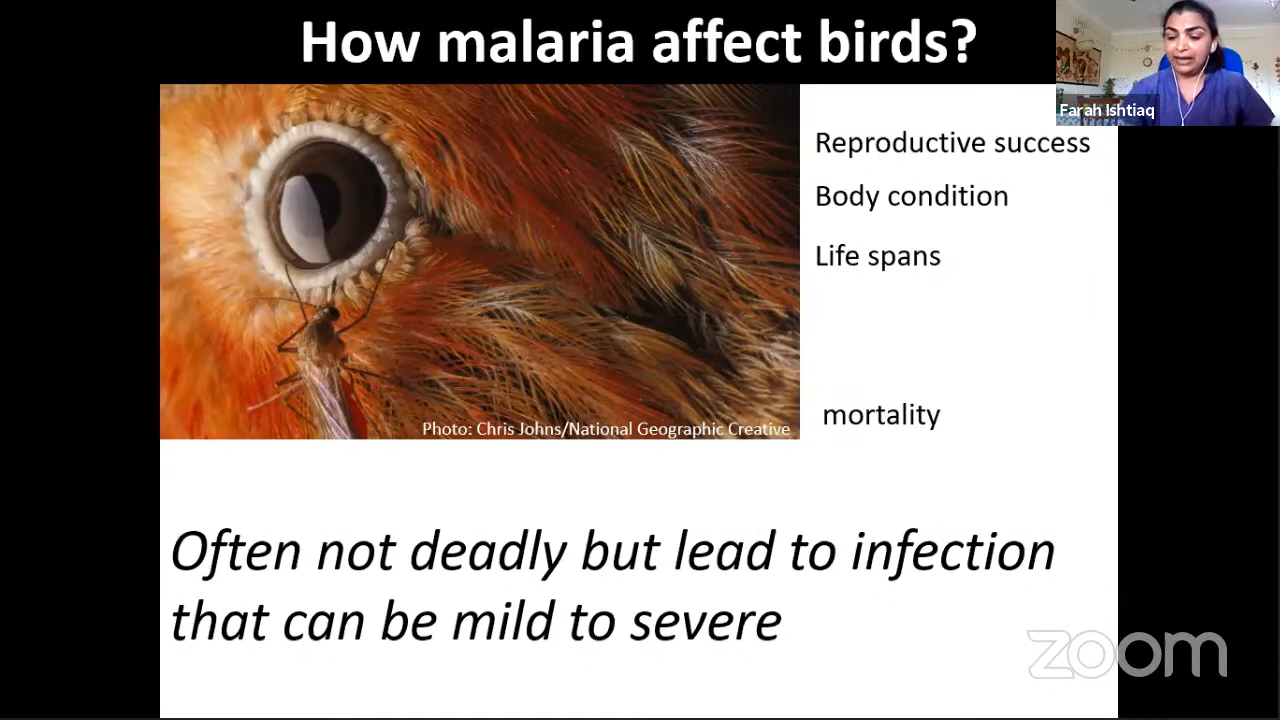 How malaria affect birds?
Farah Ishtiaq
Reproductive success
Body condition
Life spans
mortality
Photo: Chris Johns/National Geographic Creative
Often not deadly but lead to infection
that can be mild to severe
zoom